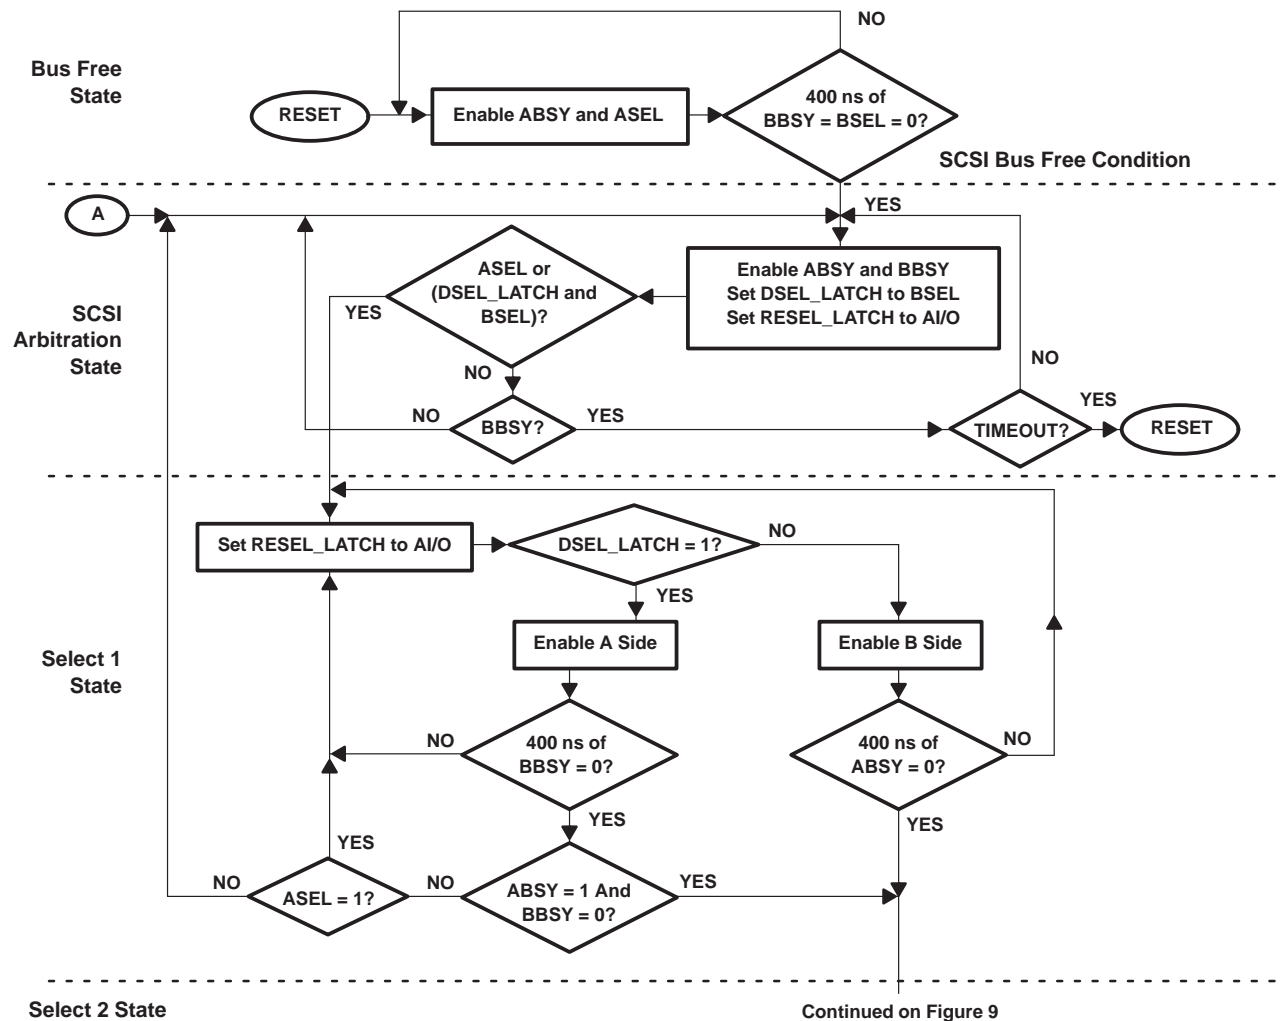 NO
Bus Free
State
RESET
Enable ABSY and ASEL
400 ns of
BBSY = BSEL = 0?
SCSI Bus Free Condition
A
YES
SCSI
Arbitration
State
ASEL or
(DSEL_LATCH and
BSEL)?
YES
Enable ABSY and BBSY
Set DSEL_LATCH to BSEL
Set RESEL_LATCH to AI/O
NO
NO
NO
BBSY?
YES
TIMEOUT?
YES
RESET
Set RESEL_LATCH to AI/O
DSEL_LATCH = 1?
NO
YES
Select 1
State
Enable A Side
Enable B Side
NO
400 ns of
BBSY = 0?
400 ns of
ABSY = 0?
NO
YES
YES
YES
NO
ASEL = 1?
NO
ABSY = 1 And
BBSY = 0?
YES
Select 2 State
Continued on Figure 9